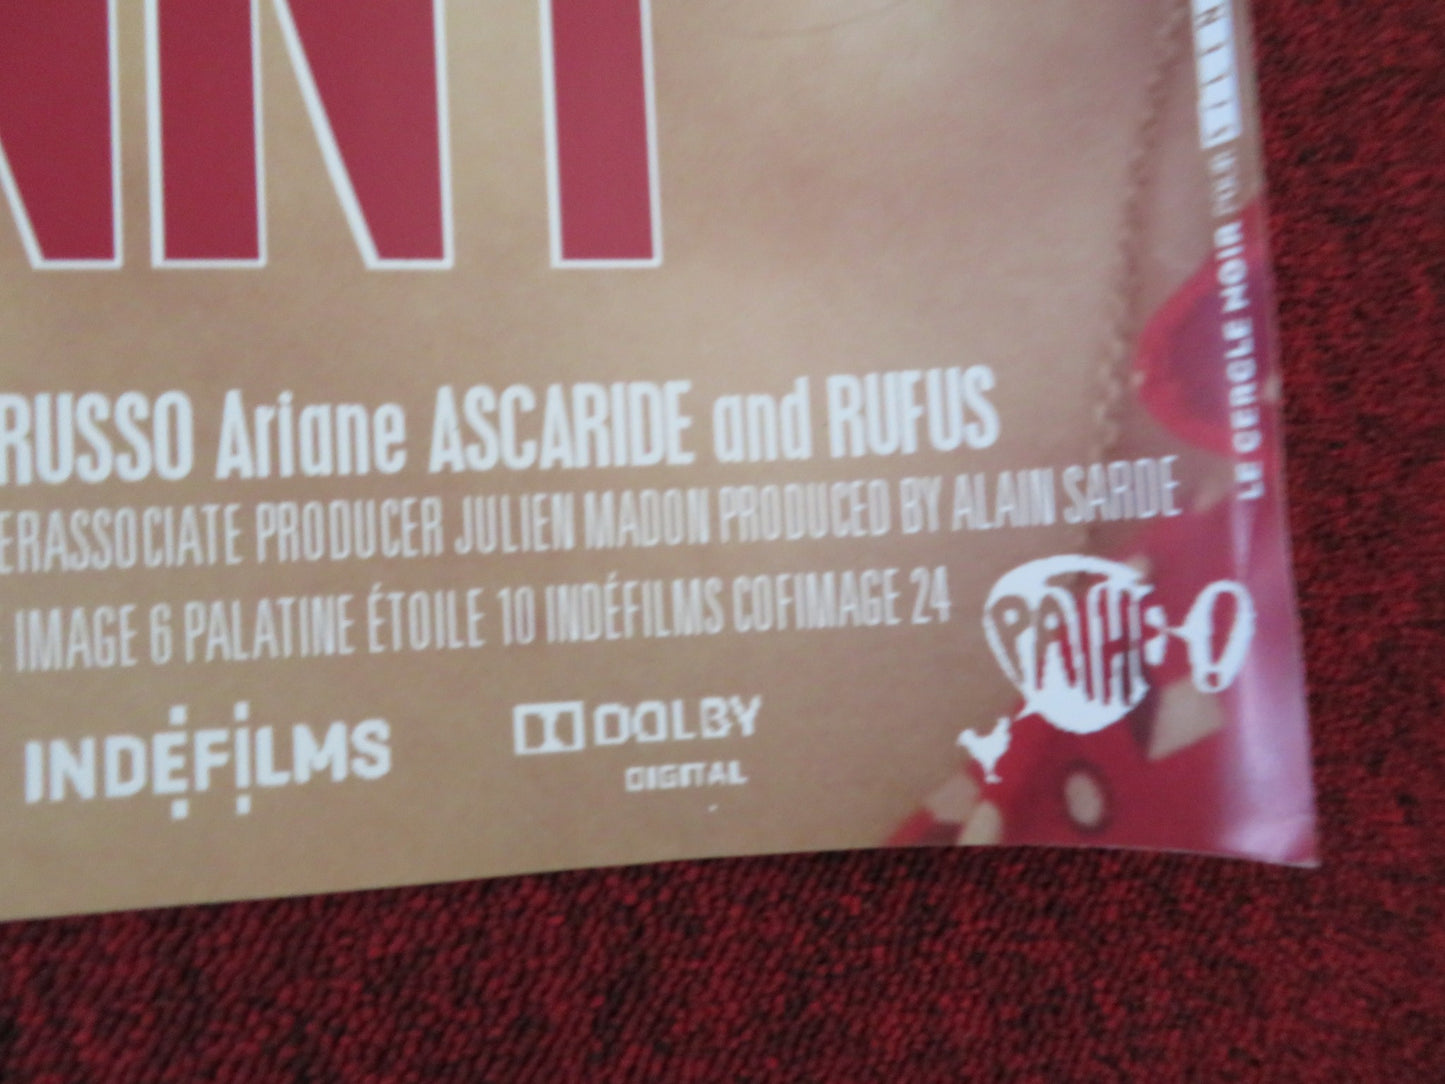 RUSSO Ariane ASCARIDE and RUFUS
ERASSOCIATE PRODUCER JULIEN MADON PRODUCED BY ALAIN SARDE
IMAGE 6 PALATINE ÉTOILE 10 INDÉFILMS COFIMAGE 24
PATHÉ!
INDÉFILMS
DOLBY
DIGITAL
LE CERCLE NOIR